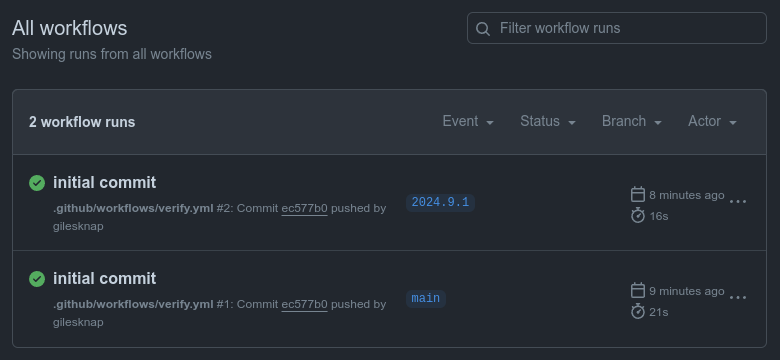 All workflows
Filter workflow runs
Showing runs from all workflows
2 workflow runs
Event
Status
Branch
Actor
initial commit
.github/workflows/verify.yml #2: Commit ec577b0 pushed by
gilesknap
2024.9.1
8 minutes ago
16s
initial commit
.github/workflows/verify.yml #1: Commit ec577b0 pushed by
gilesknap
main
9 minutes ago
21s